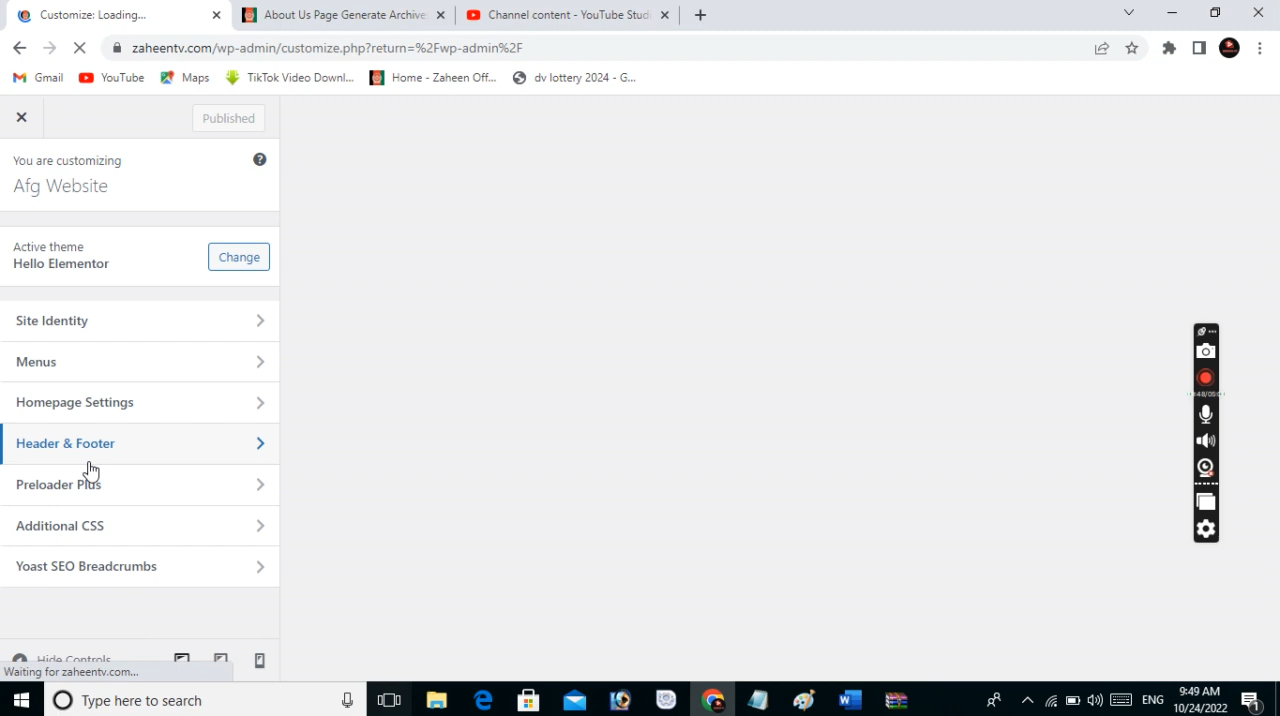 Customize: Loading...
About Us Page Generate Archive
Channel content - YouTube Stud
zaheentv.com/wp-admin/customize.php?return=%2Fwp-admin%2F
Gmail
YouTube
Maps
TikTok Video Downl...
Home - Zaheen Off...
dv lottery 2024 - G...
Published
You are customizing
Afg Website
Active theme
Hello Elementor
Change
Site Identity
Menus
Homepage Settings
Header & Footer
Preloader Plus
Additional CSS
Yoast SEO Breadcrumbs
Hide Controls
Waiting for zaheentv.com...
Type here to search
ENG
9:49 AM
10/24/2022